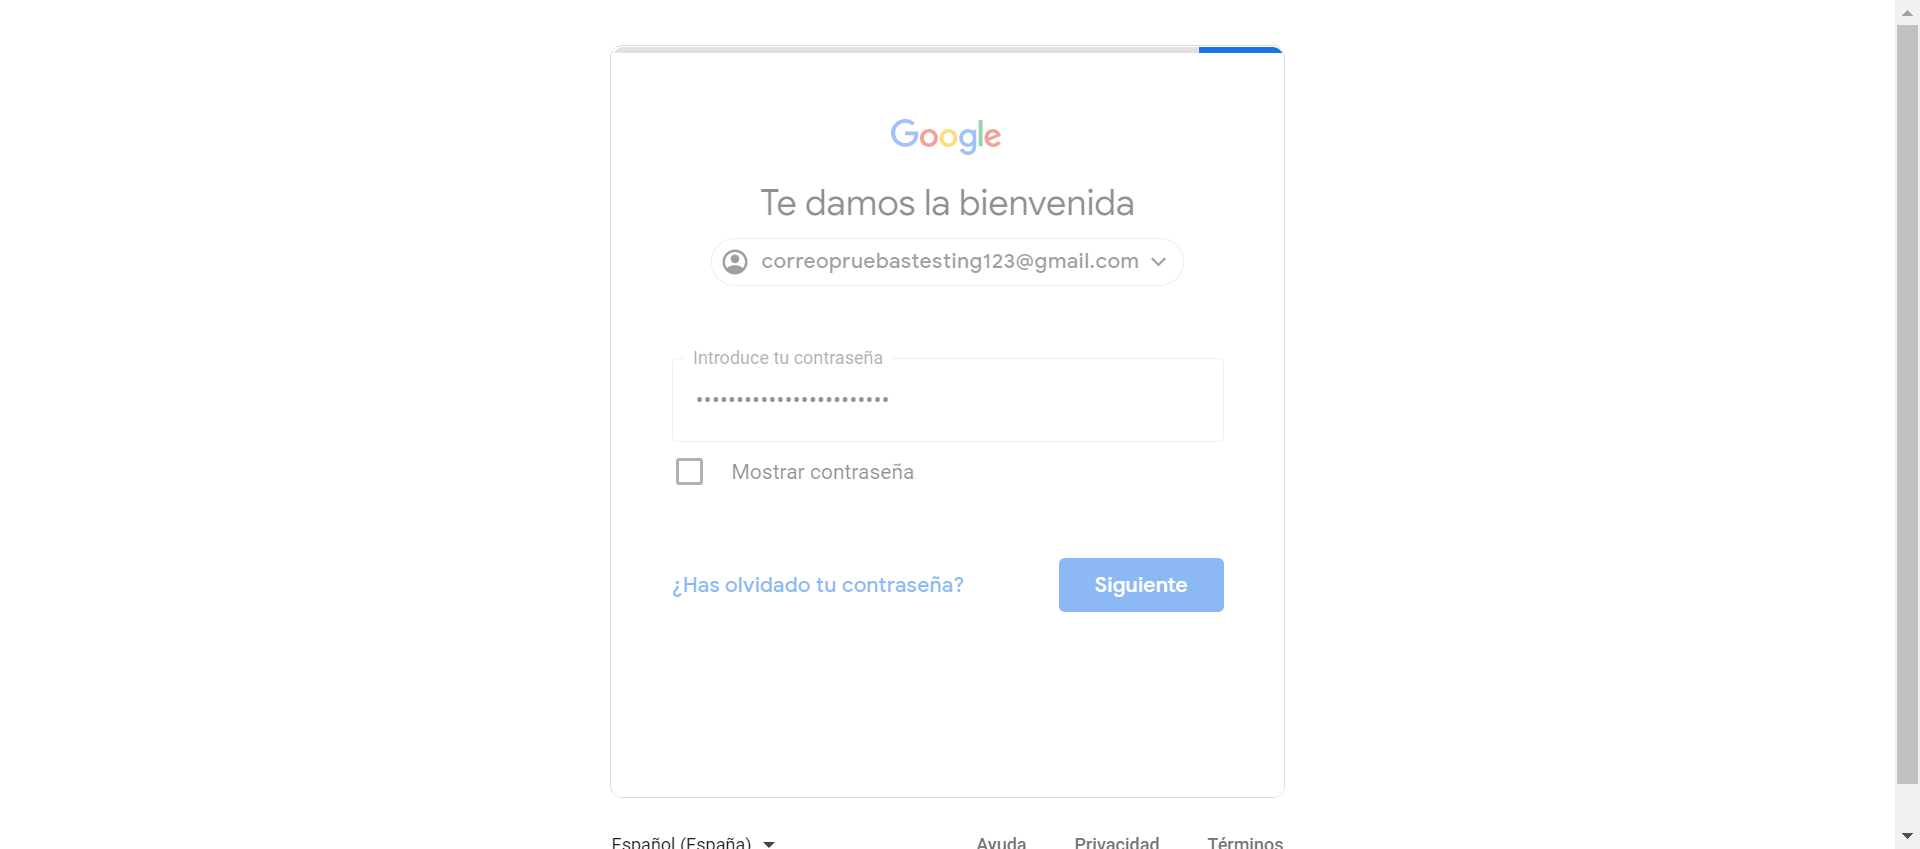 Google
Te damos la bienvenida
correopruebastesting123@gmail.com
Introduce tu contraseña
••••••••••••••••••••••••
Mostrar contraseña
¿Has olvidado tu contraseña?
Siguiente
Español (España)
Ayuda
Privacidad
Términos